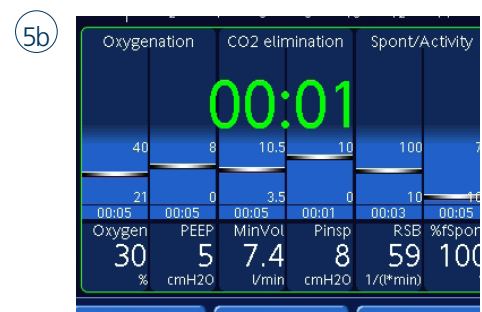 5b
Oxygenation CO2 elimination Spont/Activity
00:01
40 8 10.5 10 100
21 0 3.5 0 10
00:05 00:05 00:05 00:01 00:03 00:05
Oxygen PEEP MinVol Pinsp RSB %fSpon
30 5 7.4 8 59 100
% cmH2O l/min cmH2O 1/(l*min)